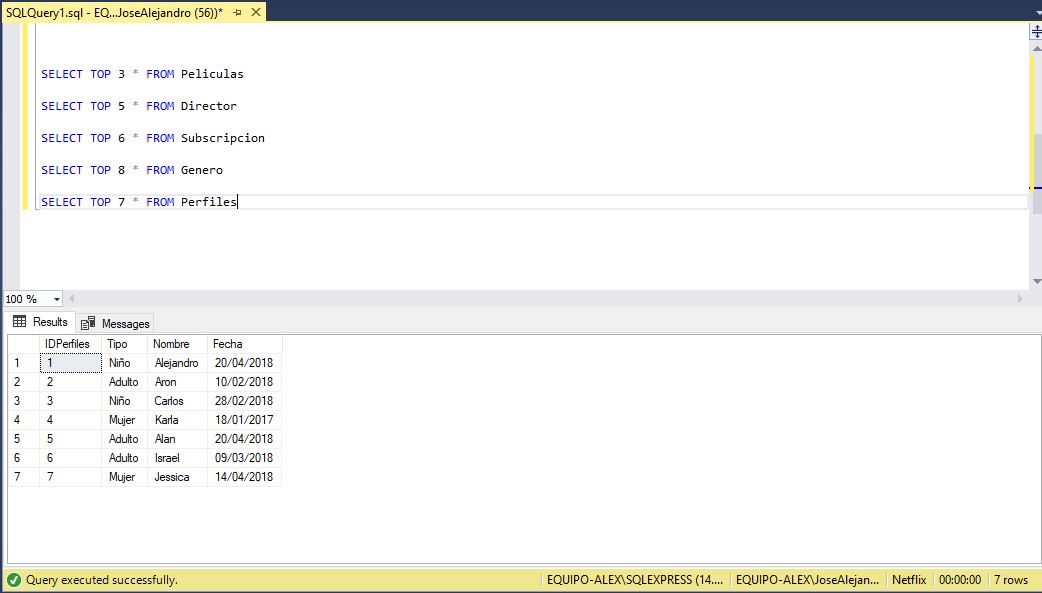 SQLQuery1.sql - EQ...JoseAlejandro (56))*
SELECT TOP 3 * FROM Peliculas
SELECT TOP 5 * FROM Director
SELECT TOP 6 * FROM Subscripcion
SELECT TOP 8 * FROM Genero
SELECT TOP 7 * FROM Perfiles
100 %
Results Messages
IDPerfiles Tipo Nombre Fecha
1 1 Niño Alejandro 20/04/2018
2 2 Adulto Aron 10/02/2018
3 3 Niño Carlos 28/02/2018
4 4 Mujer Karla 18/01/2017
5 5 Adulto Alan 20/04/2018
6 6 Adulto Israel 09/03/2018
7 7 Mujer Jessica 14/04/2018
Query executed successfully. EQUIPO-ALEX\SQLEXPRESS (14.... EQUIPO-ALEX\JoseAlejan... Netflix 00:00:00 7 rows